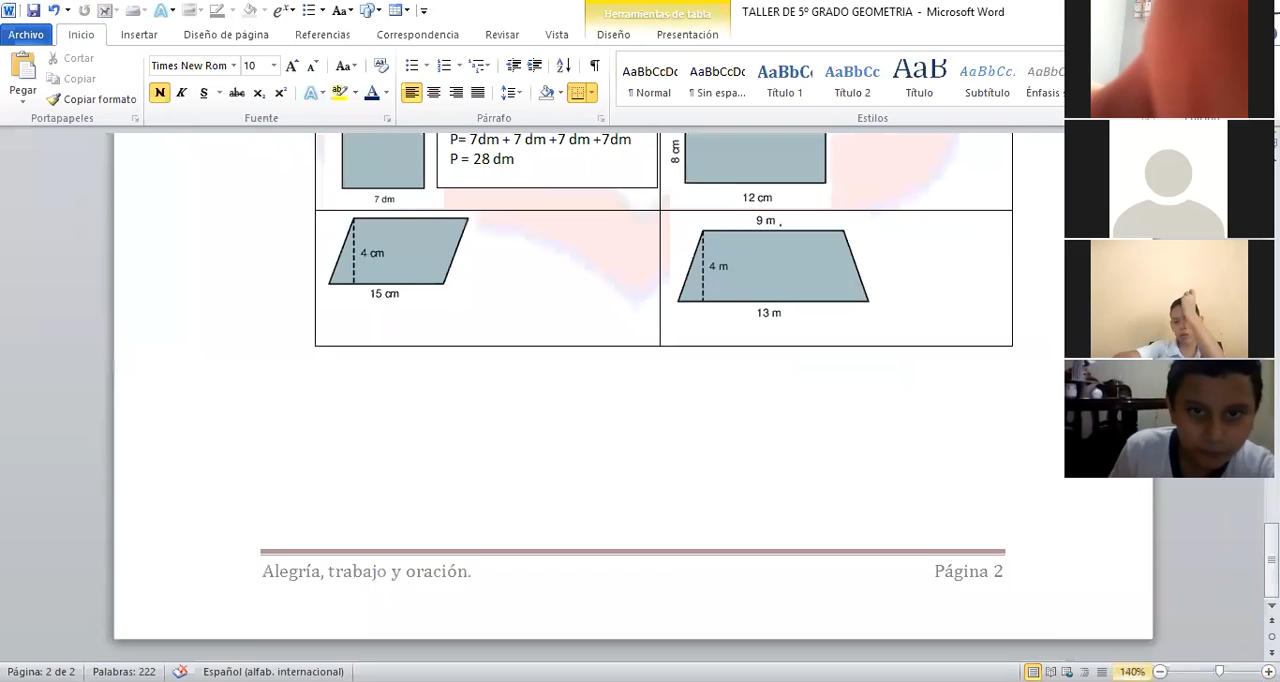 TALLER DE 5º GRADO GEOMETRIA - Microsoft Word
Herramientas de tabla
Archivo Inicio Insertar Diseño de página Referencias Correspondencia Revisar Vista Diseño Presentación
Pegar
Cortar
Copiar
Copiar formato
Portapapeles
Times New Rom 10
Fuente
Párrafo
AaBbCcDc AaBbCcDc AaBbC AaBbCc AaB AaBbCc. AaBbCc
¶ Normal ¶ Sin espa... Título 1 Título 2 Título Subtítulo Énfasis
Estilos
P= 7dm + 7 dm +7 dm +7dm
P = 28 dm
7 dm
8 cm
12 cm
4 cm
15 cm
9 m
4 m
13 m
Alegría, trabajo y oración.
Página 2
Página: 2 de 2 Palabras: 222 Español (alfab. internacional) 140%